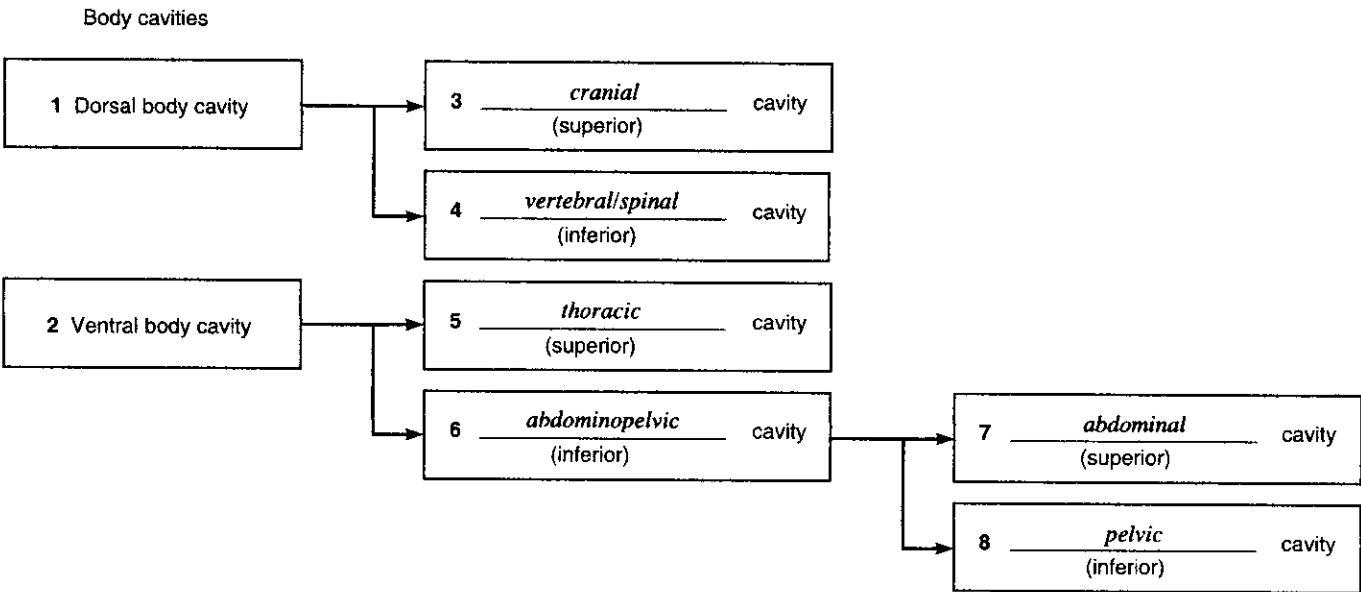 Body cavities
1 Dorsal body cavity
3 cranial cavity
(superior)
4 vertebral/spinal cavity
(inferior)
2 Ventral body cavity
5 thoracic cavity
(superior)
6 abdominopelvic cavity
(inferior)
7 abdominal cavity
(superior)
8 pelvic cavity
(inferior)